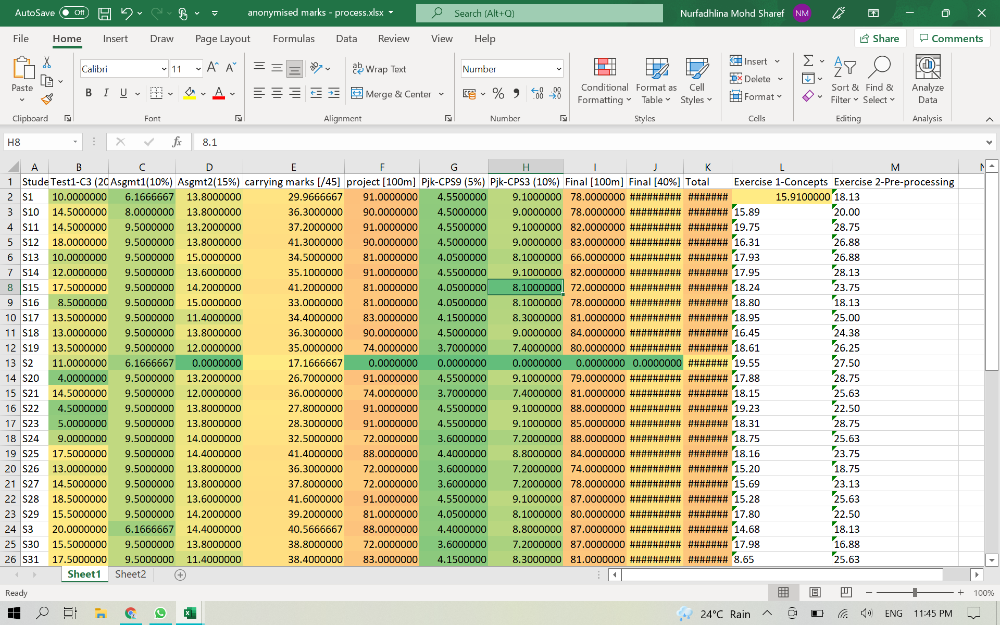 AutoSave Off anonymised marks - process.xlsx Search (Alt+Q) Nurfadhlina Mohd Sharef NM
File Home Insert Draw Page Layout Formulas Data Review View Help Share Comments
Paste
Calibri 11
B I U
Wrap Text
Merge & Center
Number
Conditional Formatting
Format as Table
Cell Styles
Insert
Delete
Format
Sort & Filter
Find & Select
Analyze Data
Clipboard Font Alignment Number Styles Cells Editing Analysis
H8 fx 8.1
A B C D E F G H I J K L M
1 Stude Test1-C3 (20 Asgmt1(10%) Asgmt2(15%) carrying marks [/45] project [100m] Pjk-CPS9 (5%) Pjk-CPS3 (10%) Final [100m] Final [40%] Total Exercise 1-Concepts Exercise 2-Pre-processing
2 S1 10.0000000 6.1666667 13.8000000 29.9666667 91.0000000 4.5500000 9.1000000 78.0000000 ######### ####### 15.9100000 18.13
3 S10 14.5000000 8.0000000 13.8000000 36.3000000 90.0000000 4.5000000 9.0000000 78.0000000 ######### ####### 15.89 20.00
4 S11 14.5000000 9.5000000 13.2000000 37.2000000 91.0000000 4.5500000 9.1000000 82.0000000 ######### ####### 19.75 28.75
5 S12 18.0000000 9.5000000 13.8000000 41.3000000 90.0000000 4.5000000 9.0000000 83.0000000 ######### ####### 16.31 26.88
6 S13 10.0000000 9.5000000 15.0000000 34.5000000 81.0000000 4.0500000 8.1000000 66.0000000 ######### ####### 17.93 26.88
7 S14 12.0000000 9.5000000 13.6000000 35.1000000 91.0000000 4.5500000 9.1000000 82.0000000 ######### ####### 17.95 28.13
8 S15 17.5000000 9.5000000 14.2000000 41.2000000 81.0000000 4.0500000 8.1000000 72.0000000 ######### ####### 18.24 23.75
9 S16 8.5000000 9.5000000 15.0000000 33.0000000 81.0000000 4.0500000 8.1000000 78.0000000 ######### ####### 18.80 18.13
10 S17 13.5000000 9.5000000 11.4000000 34.4000000 83.0000000 4.1500000 8.3000000 81.0000000 ######### ####### 18.95 25.00
11 S18 13.0000000 9.5000000 13.8000000 36.3000000 90.0000000 4.5000000 9.0000000 84.0000000 ######### ####### 16.45 24.38
12 S19 13.5000000 9.5000000 12.0000000 35.0000000 74.0000000 3.7000000 7.4000000 80.0000000 ######### ####### 18.61 26.25
13 S2 11.0000000 6.1666667 0.0000000 17.1666667 0.0000000 0.0000000 0.0000000 0.0000000 0.0000000 ####### 19.55 27.50
14 S20 4.0000000 9.5000000 13.2000000 26.7000000 91.0000000 4.5500000 9.1000000 79.0000000 ######### ####### 17.88 28.75
15 S21 14.5000000 9.5000000 12.0000000 36.0000000 74.0000000 3.7000000 7.4000000 81.0000000 ######### ####### 18.15 25.63
16 S22 4.5000000 9.5000000 13.8000000 27.8000000 91.0000000 4.5500000 9.1000000 88.0000000 ######### ####### 19.23 22.50
17 S23 5.0000000 9.5000000 13.8000000 28.3000000 91.0000000 4.5500000 9.1000000 85.0000000 ######### ####### 18.31 28.75
18 S24 9.0000000 9.5000000 14.0000000 32.5000000 72.0000000 3.6000000 7.2000000 88.0000000 ######### ####### 18.75 25.63
19 S25 17.5000000 9.5000000 14.4000000 41.4000000 88.0000000 4.4000000 8.8000000 84.0000000 ######### ####### 18.16 23.75
20 S26 13.0000000 9.5000000 13.8000000 36.3000000 72.0000000 3.6000000 7.2000000 74.0000000 ######### ####### 15.20 18.75
21 S27 14.5000000 9.5000000 13.8000000 37.8000000 72.0000000 3.6000000 7.2000000 78.0000000 ######### ####### 15.69 23.13
22 S28 18.5000000 9.5000000 13.6000000 41.6000000 91.0000000 4.5500000 9.1000000 87.0000000 ######### ####### 15.28 25.63
23 S29 15.5000000 9.5000000 14.2000000 39.2000000 81.0000000 4.0500000 8.1000000 80.0000000 ######### ####### 17.80 22.50
24 S3 20.0000000 6.1666667 14.4000000 40.5666667 88.0000000 4.4000000 8.8000000 87.0000000 ######### ####### 14.68 18.13
25 S30 15.5000000 9.5000000 13.8000000 38.8000000 72.0000000 3.6000000 7.2000000 87.0000000 ######### ####### 17.98 16.88
26 S31 17.5000000 9.5000000 11.4000000 38.4000000 83.0000000 4.1500000 8.3000000 81.0000000 ######### ####### 8.65 25.63
Sheet1 Sheet2
Ready 100%
24°C Rain ENG 11:45 PM